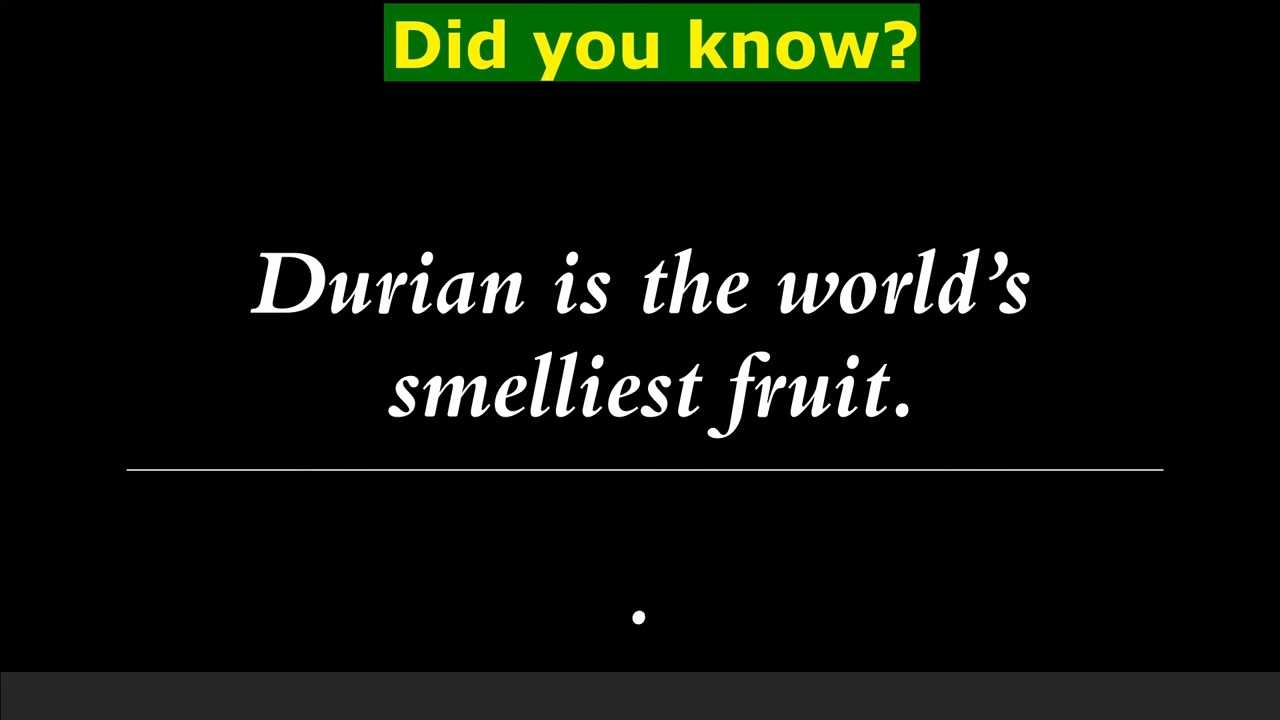 Did you know?
Durian is the world’s
smelliest fruit.
.